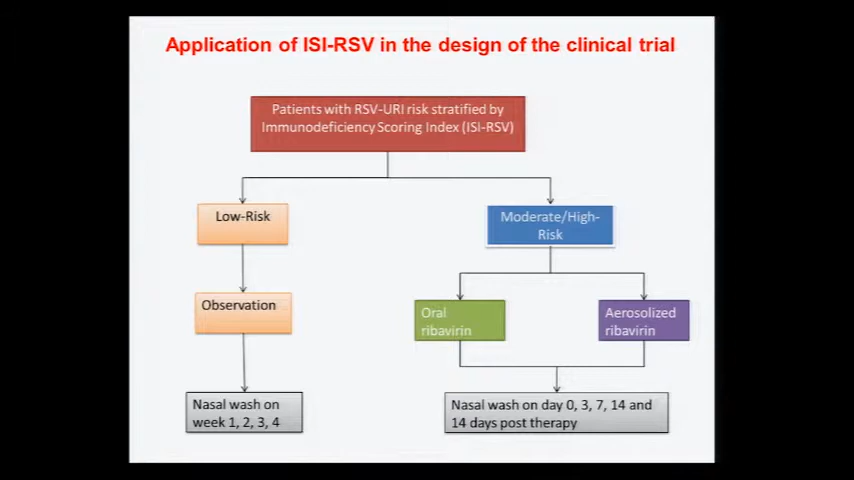 Application of ISI-RSV in the design of the clinical trial
Patients with RSV-URI risk stratified by
Immunodeficiency Scoring Index (ISI-RSV)
Low-Risk
Moderate/High-
Risk
Observation
Oral
ribavirin
Aerosolized
ribavirin
Nasal wash on
week 1, 2, 3, 4
Nasal wash on day 0, 3, 7, 14 and
14 days post therapy